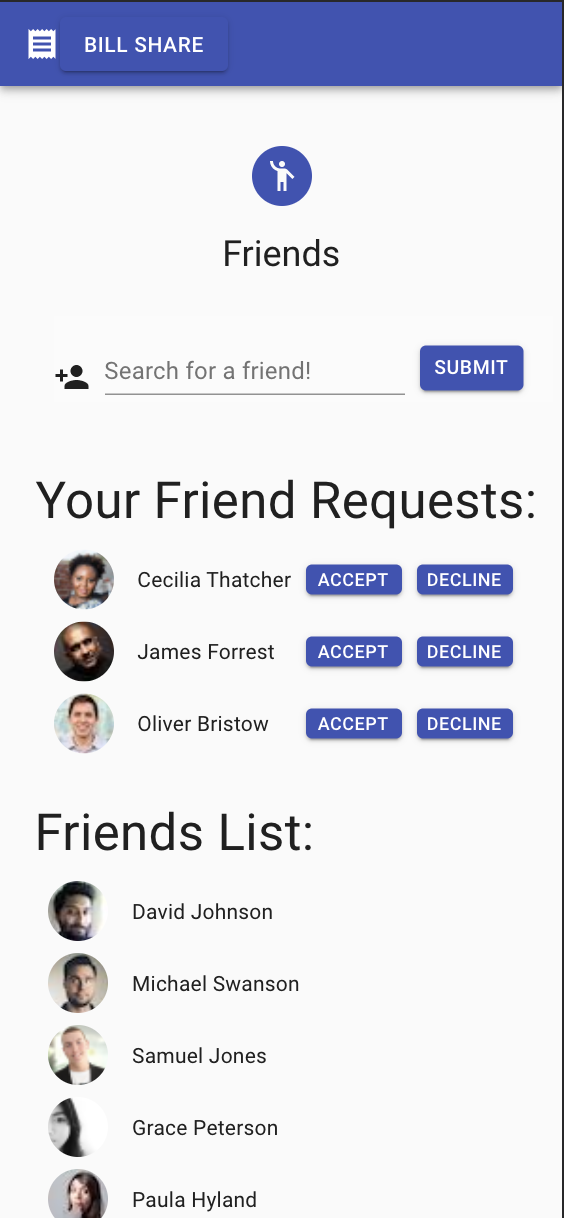 BILL SHARE
Friends
Search for a friend! SUBMIT
Your Friend Requests:
Cecilia Thatcher ACCEPT DECLINE
James Forrest ACCEPT DECLINE
Oliver Bristow ACCEPT DECLINE
Friends List:
David Johnson
Michael Swanson
Samuel Jones
Grace Peterson
Paula Hyland